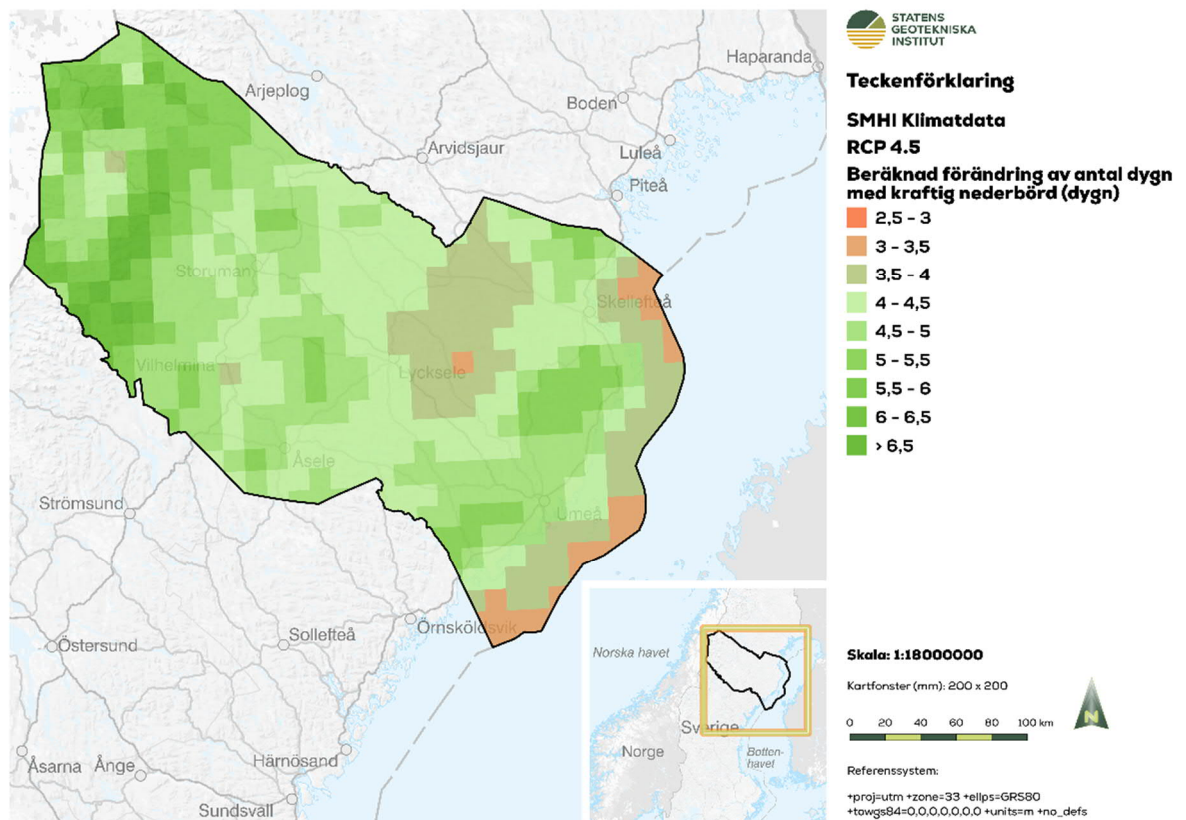 Haparanda
Arjeplog
Boden
Arvidsjaur
Luleå
Piteå
Storuman
Skellefteå
Vilhelmina
Lycksele
Åsele
Strömsund
Umeå
Örnsköldsvik
Östersund
Sollefteå
Åsarna
Ånge
Härnösand
Sundsvall
Norska havet
Sverige
Norge
Botten-
havet
STATENS
GEOTEKNISKA
INSTITUT
Teckenförklaring
SMHI Klimatdata
RCP 4.5
Beräknad förändring av antal dygn
med kraftig nederbörd (dygn)
2,5 - 3
3 - 3,5
3,5 - 4
4 - 4,5
4,5 - 5
5 - 5,5
5,5 - 6
6 - 6,5
> 6,5
Skala: 1:18000000
Kartfonster (mm): 200 x 200
0 20 40 60 80 100 km
N
Referenssystem:
+proj=utm +zone=33 +ellps=GRS80
+towgs84=0,0,0,0,0,0,0 +units=m +no_defs